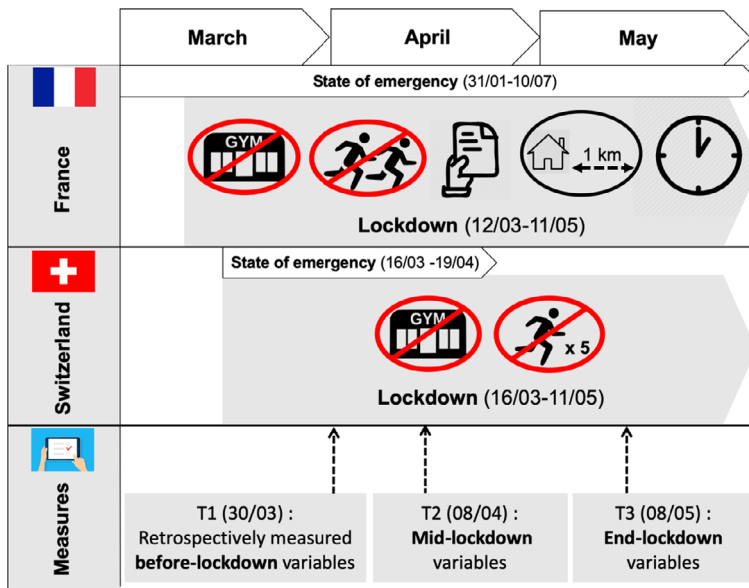 March
April
May
France
State of emergency (31/01-10/07)
GYM
1 km
Lockdown (12/03-11/05)
Switzerland
State of emergency (16/03 -19/04)
GYM
x 5
Lockdown (16/03-11/05)
Measures
T1 (30/03) :
Retrospectively measured
before-lockdown variables
T2 (08/04) :
Mid-lockdown
variables
T3 (08/05) :
End-lockdown
variables